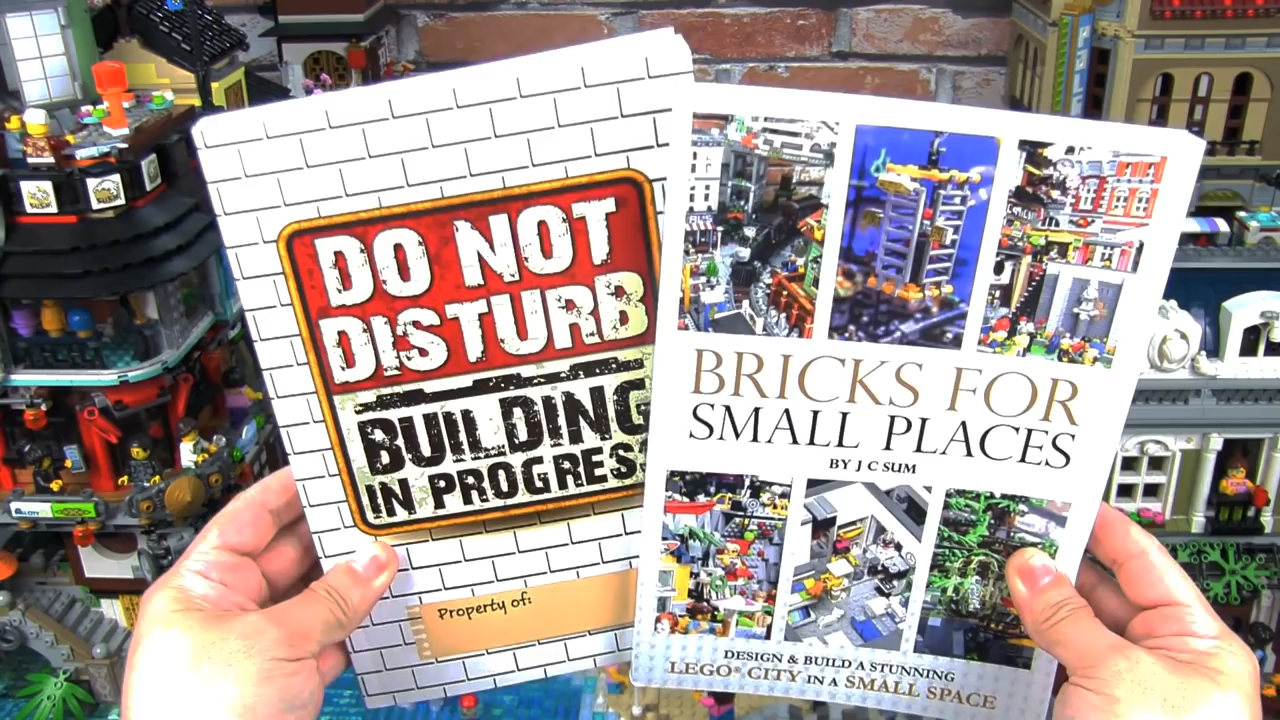 DO NOT
DISTURB
BUILDING
IN PROGRESS
Property of:
BRICKS FOR
SMALL PLACES
BY J C SUM
DESIGN & BUILD A STUNNING
LEGO® CITY IN A SMALL SPACE